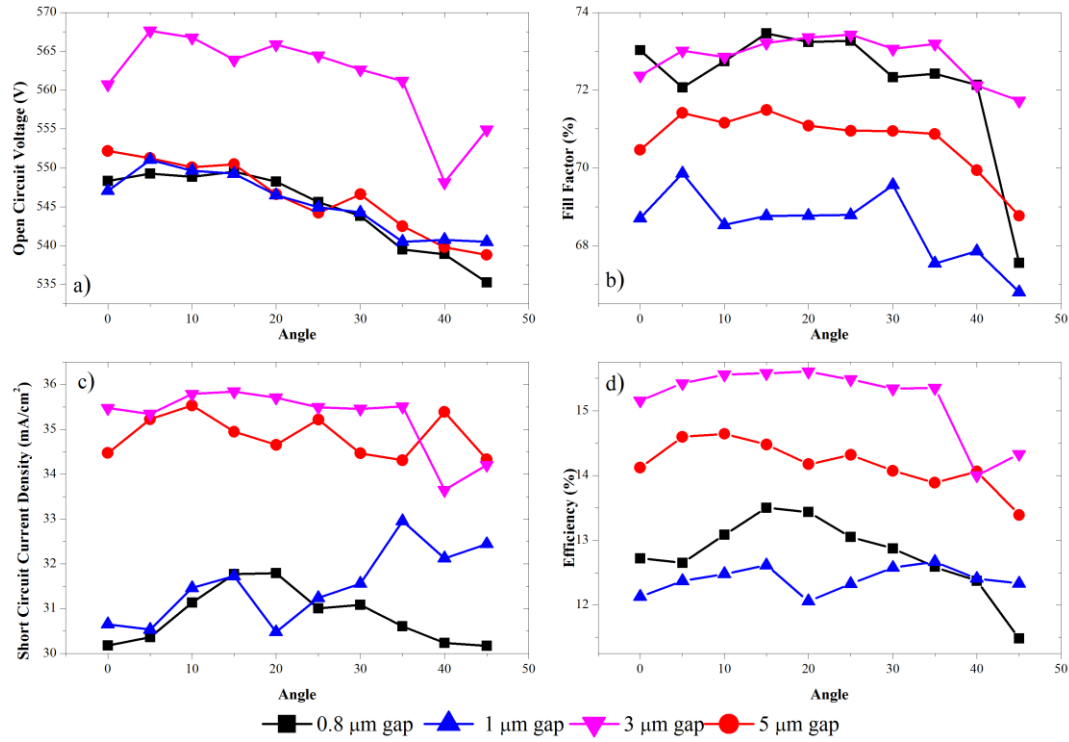 570
565
560
555
550
545
540
535
Open Circuit Voltage (V)
a)
0 10 20 30 40 50
Angle
74
72
70
68
Fill Factor (%)
b)
0 10 20 30 40 50
Angle
36
35
34
33
32
31
30
Short Circuit Current Density (mA/cm²)
c)
0 10 20 30 40 50
Angle
15
14
13
12
Efficiency (%)
d)
0 10 20 30 40 50
Angle
0.8 μm gap 1 μm gap 3 μm gap 5 μm gap